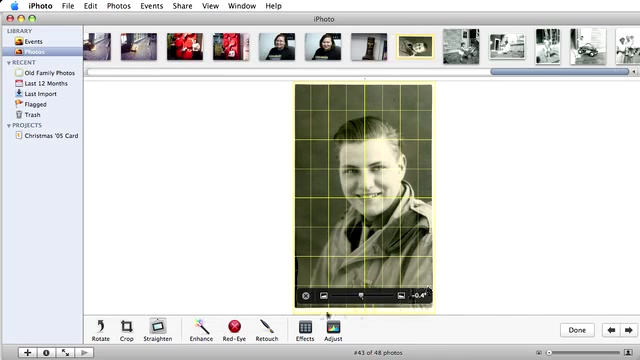 iPhoto File Edit Photos Events Share View Window Help
iPhoto
LIBRARY
Events
Photos
RECENT
Old Family Photos
Last 12 Months
Last Import
Flagged
Trash
PROJECTS
Christmas '05 Card
-0.4°
Rotate Crop Straighten Enhance Red-Eye Retouch Effects Adjust Done
#43 of 48 photos